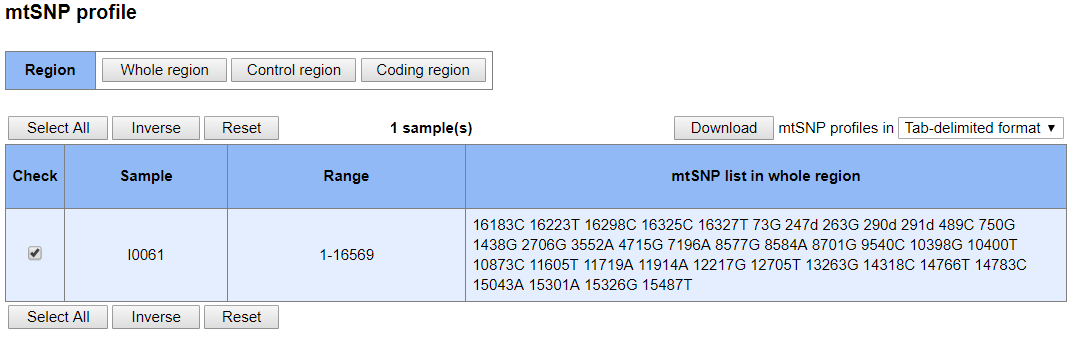 mtSNP profile
Region Whole region Control region Coding region
Select All Inverse Reset 1 sample(s) Download mtSNP profiles in Tab-delimited format
Check Sample Range mtSNP list in whole region
I0061 1-16569
16183C 16223T 16298C 16325C 16327T 73G 247d 263G 290d 291d 489C 750G
1438G 2706G 3552A 4715G 7196A 8577G 8584A 8701G 9540C 10398G 10400T
10873C 11605T 11719A 11914A 12217G 12705T 13263G 14318C 14766T 14783C
15043A 15301A 15326G 15487T
Select All Inverse Reset